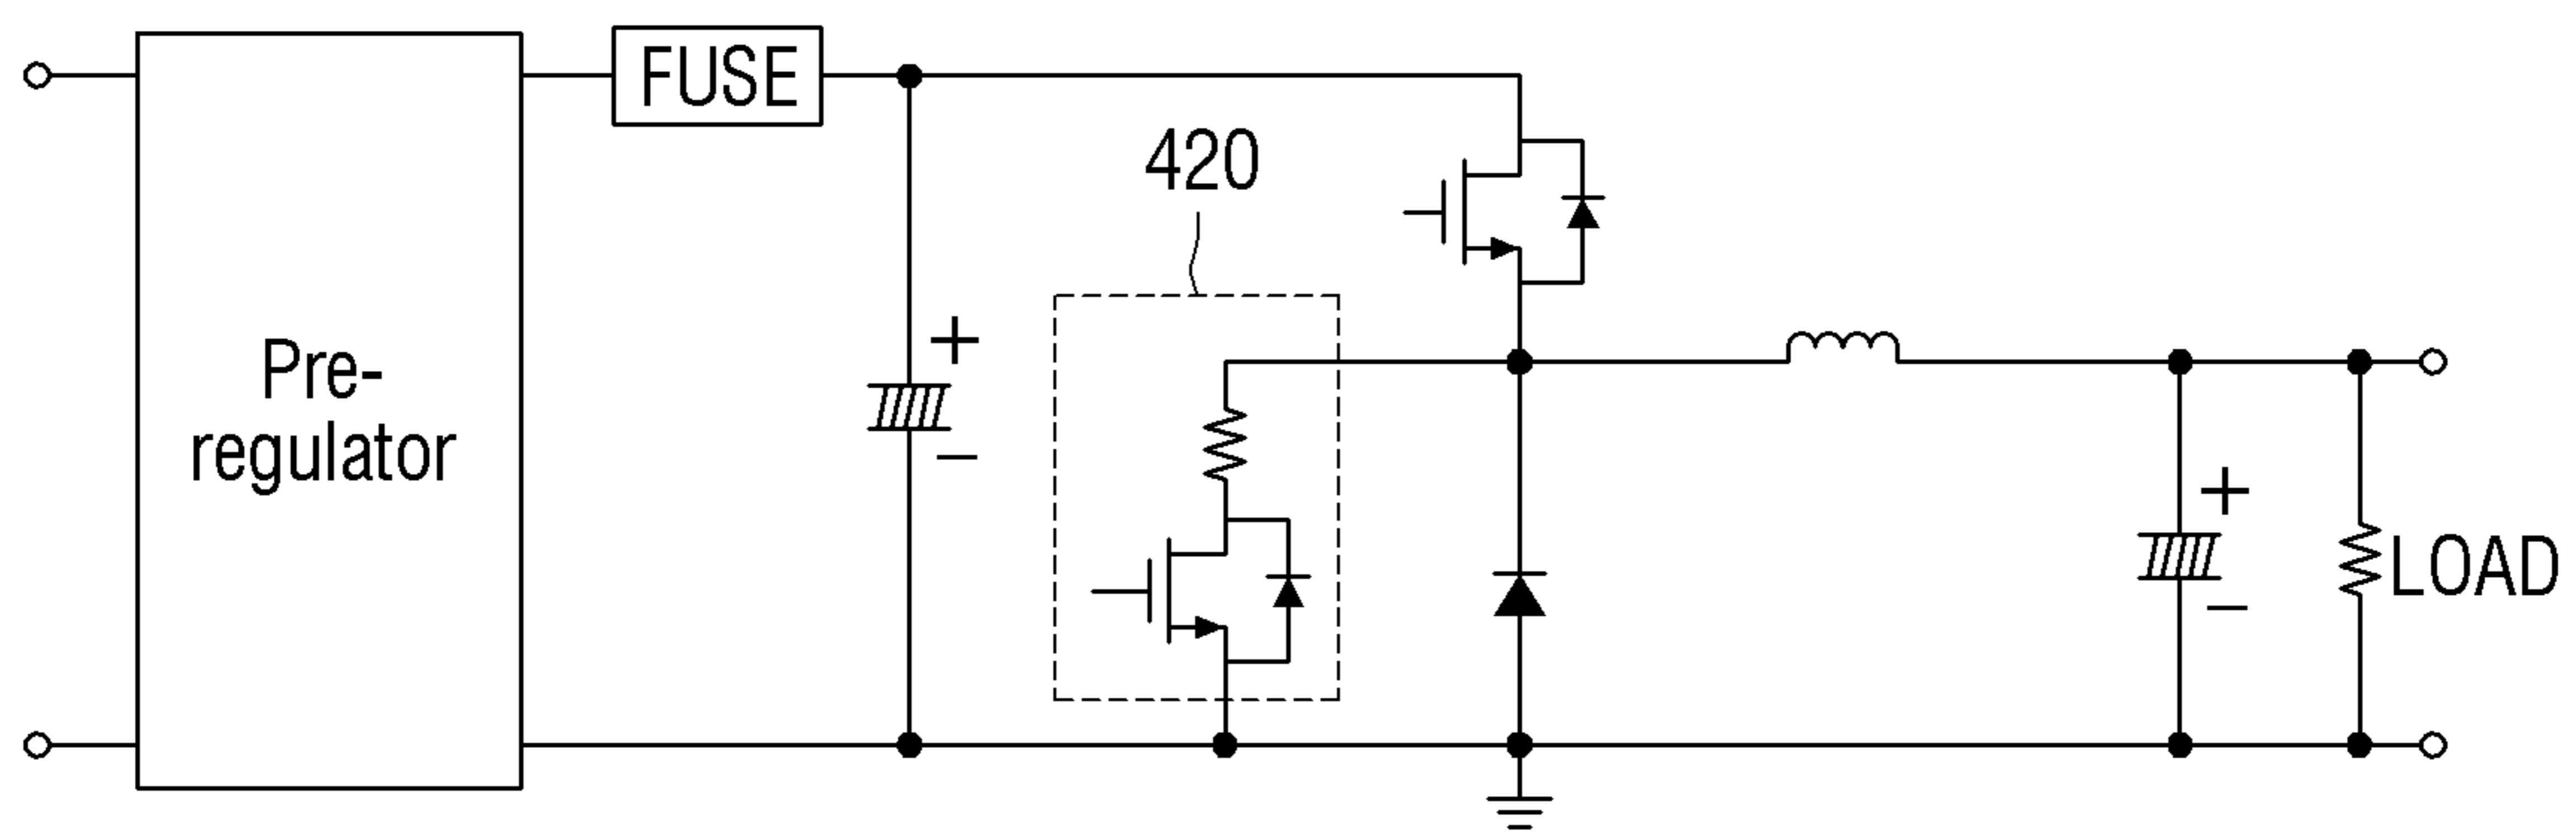 FUSE
420
+
+
Pre-
regulator
−
−
LOAD